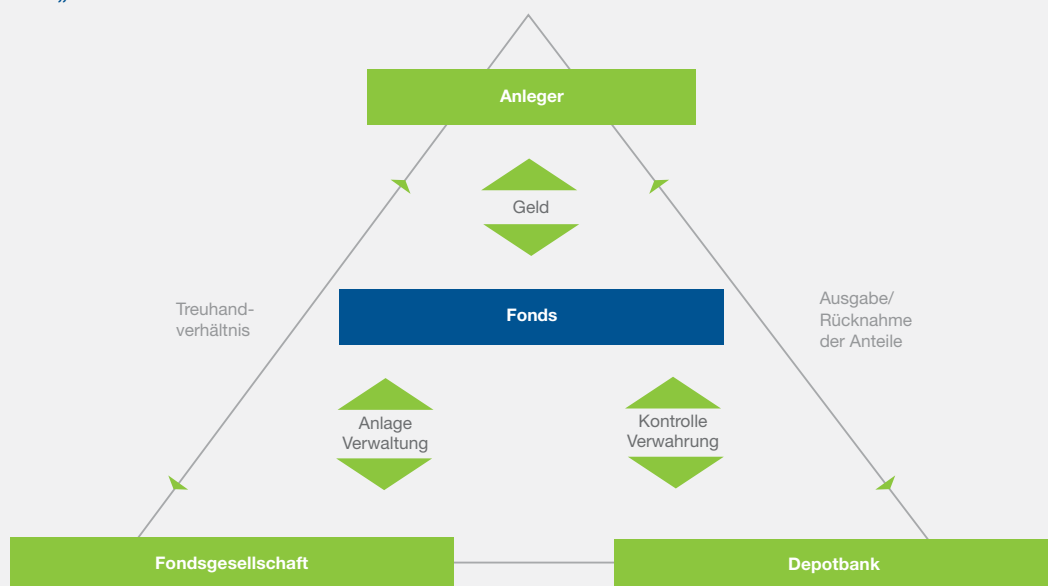 „
Anleger
Geld
Treuhand-
verhältnis
Fonds
Ausgabe/
Rücknahme
der Anteile
Anlage
Verwaltung
Kontrolle
Verwahrung
Fondsgesellschaft
Depotbank